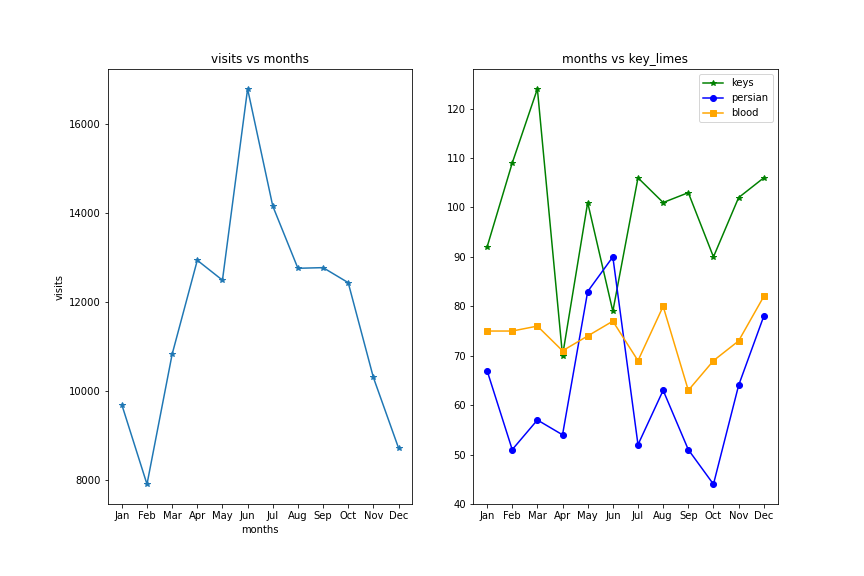 visits vs months
visits
16000
14000
12000
10000
8000
Jan Feb Mar Apr May Jun Jul Aug Sep Oct Nov Dec
months
months vs key_limes
keys
persian
blood
120
110
100
90
80
70
60
50
40
Jan Feb Mar Apr May Jun Jul Aug Sep Oct Nov Dec